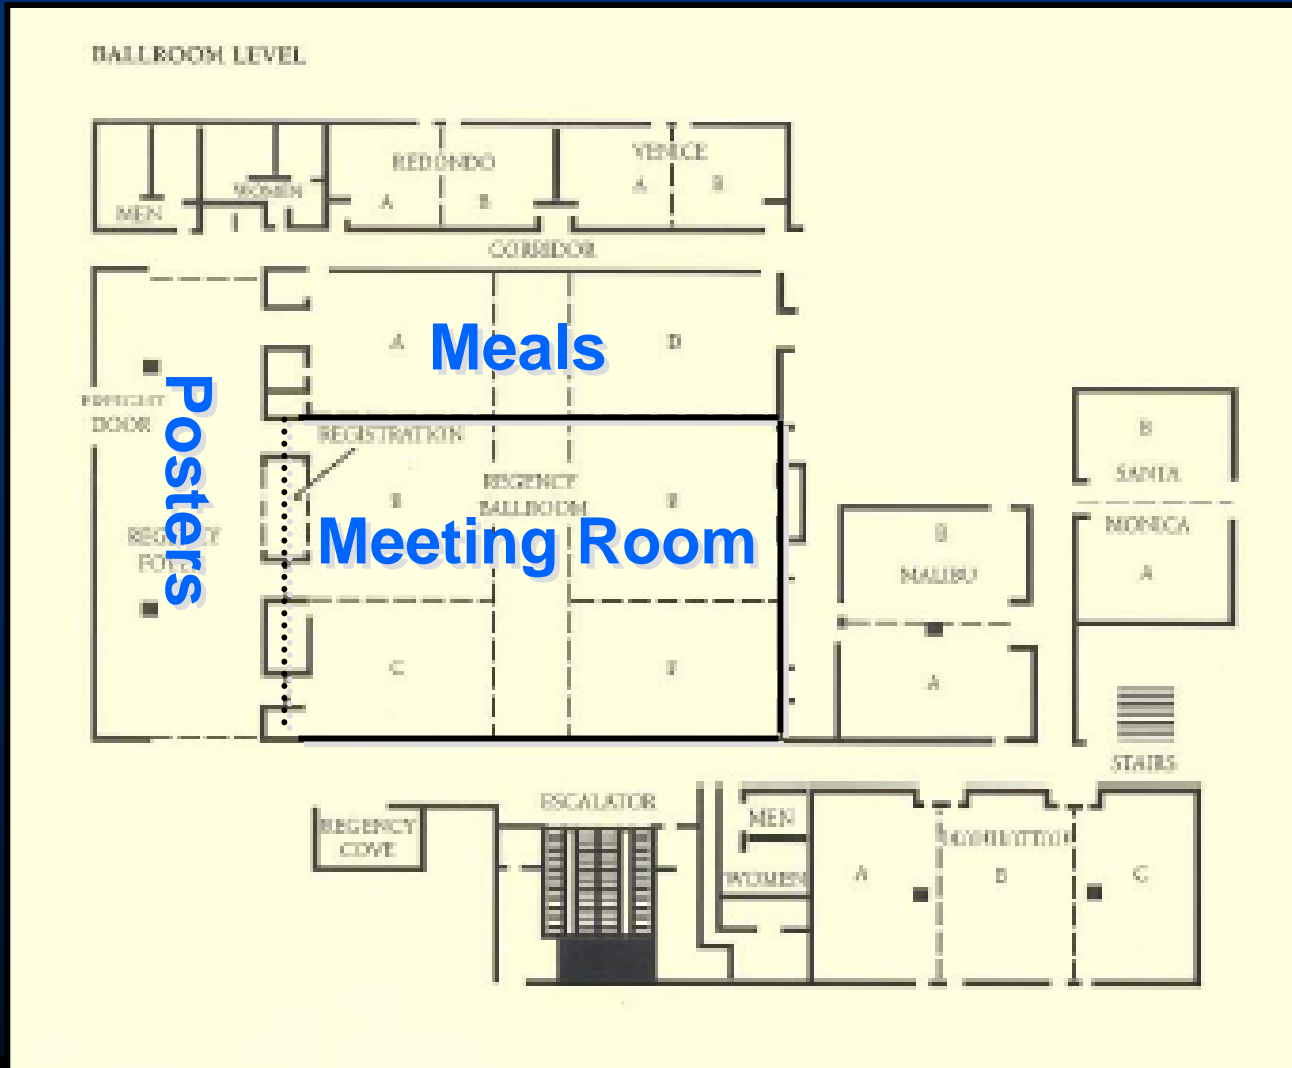 BALLROOM LEVEL
REDONDO
VENICE
A
B
A
B
MEN
WOMEN
CORRIDOR
A
Meals
D
FREIGHT
DOOR
Posters
REGISTRATION
REGENCY
BALLROOM
Meeting Room
REGENCY
FOYER
C
B
SANTA
MONICA
A
B
MALIBU
A
STAIRS
ESCALATOR
REGENCY
COVE
MEN
WOMEN
A
B
C